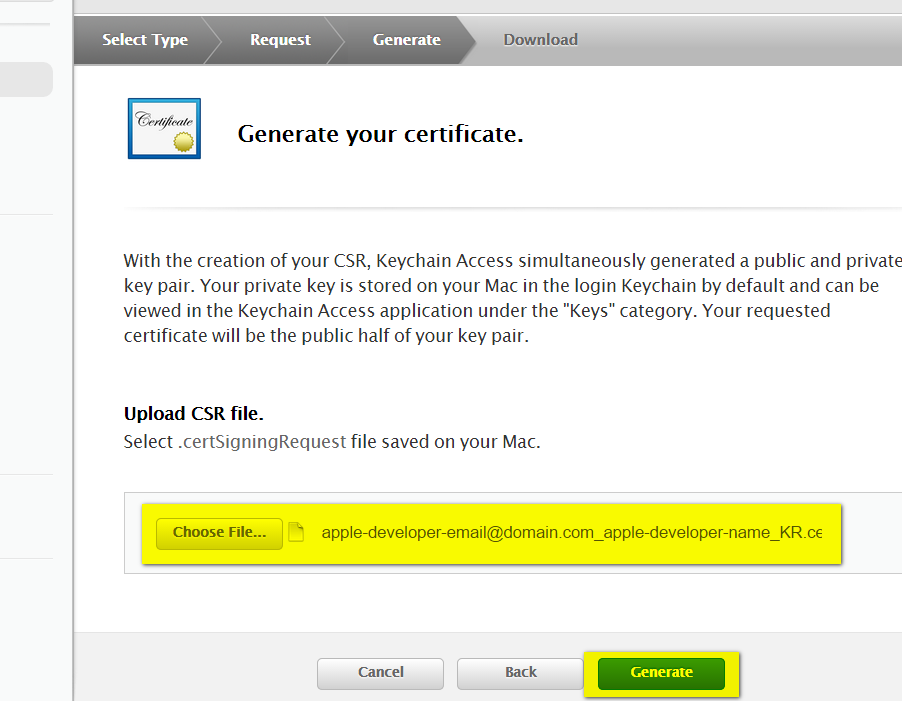 Select Type Request Generate Download
Certificate
Generate your certificate.
With the creation of your CSR, Keychain Access simultaneously generated a public and private
key pair. Your private key is stored on your Mac in the login Keychain by default and can be
viewed in the Keychain Access application under the "Keys" category. Your requested
certificate will be the public half of your key pair.
Upload CSR file.
Select .certSigningRequest file saved on your Mac.
Choose File... apple-developer-email@domain.com_apple-developer-name_KR.ce
Cancel Back Generate